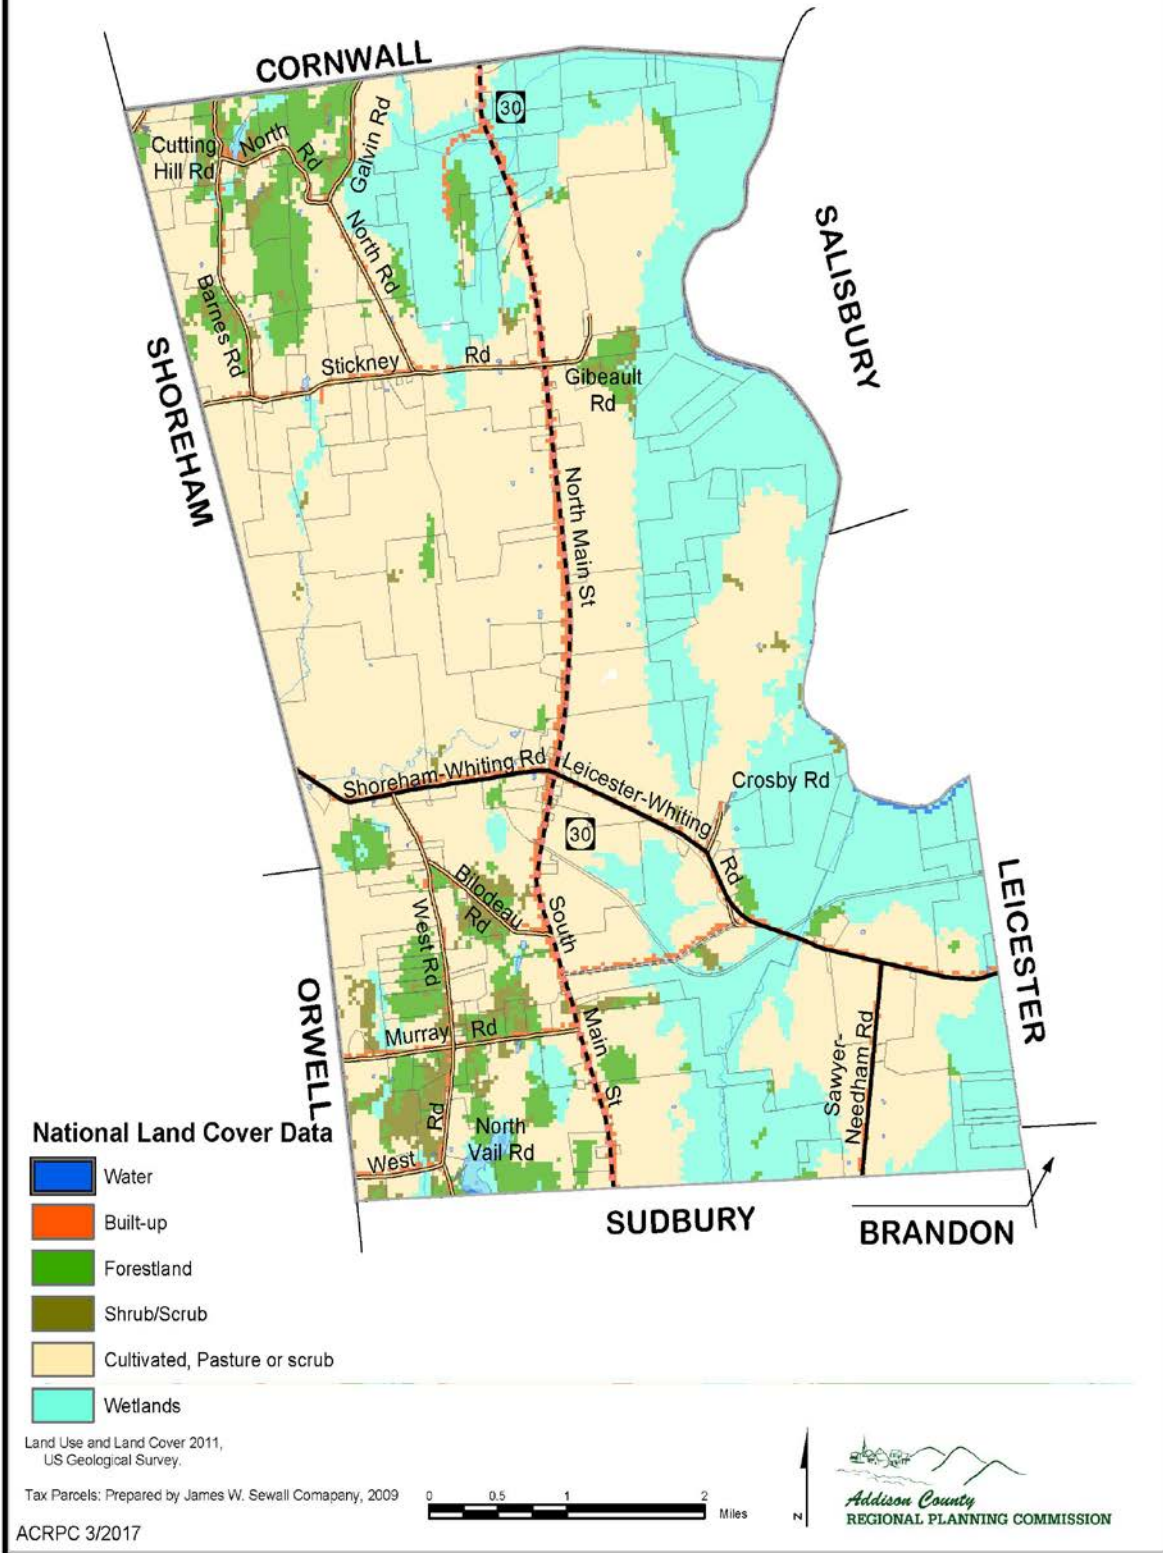 CORNWALL
30
Cutting
Hill Rd
North
Rd
Galvin Rd
SALISBURY
North Rd
Barnes Rd
SHOREHAM
Stickney
Rd
Gibeault
Rd
North Main St
Shoreham-Whiting Rd
Leicester-Whiting
Rd
Crosby Rd
30
Bilodeau
Rd
South
Main
St
West Rd
LEICESTER
ORWELL
Murray
Rd
Sawyer-
Needham Rd
Rd
West
North
Vail Rd
SUDBURY
BRANDON
National Land Cover Data
Water
Built-up
Forestland
Shrub/Scrub
Cultivated, Pasture or scrub
Wetlands
Land Use and Land Cover 2011,
US Geological Survey.
Tax Parcels: Prepared by James W. Sewall Comapany, 2009
0 0.5 1 2
Miles
N
Addison County
REGIONAL PLANNING COMMISSION
ACRPC 3/2017